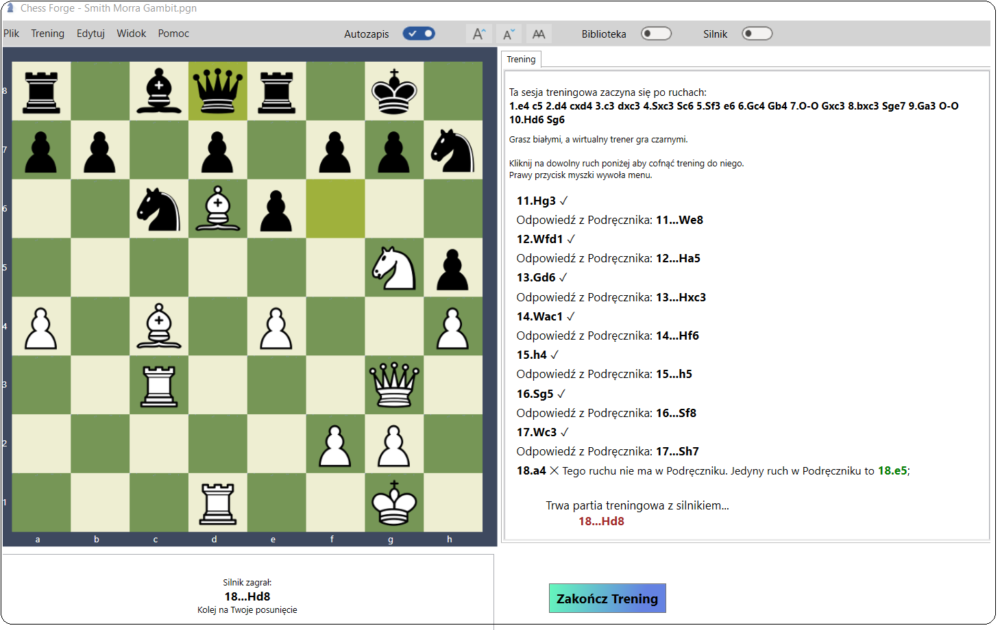 Chess Forge - Smith Morra Gambit.pgn
Plik Trening Edytuj Widok Pomoc Autozapis A A AA Biblioteka Silnik
Trening
Ta sesja treningowa zaczyna się po ruchach:
1.e4 c5 2.d4 cxd4 3.c3 dxc3 4.Sxc3 Sc6 5.Sf3 e6 6.Gc4 Gb4 7.O-O Gxc3 8.bxc3 Sge7 9.Ga3 O-O
10.Hd6 Sg6
Grasz białymi, a wirtualny trener gra czarnymi.
Kliknij na dowolny ruch poniżej aby cofnąć trening do niego.
Prawy przycisk myszki wywoła menu.
11.Hg3 ✓
Odpowiedź z Podręcznika: 11...We8
12.Wfd1 ✓
Odpowiedź z Podręcznika: 12...Ha5
13.Gd6 ✓
Odpowiedź z Podręcznika: 13...Hxc3
14.Wac1 ✓
Odpowiedź z Podręcznika: 14...Hf6
15.h4 ✓
Odpowiedź z Podręcznika: 15...h5
16.Sg5 ✓
Odpowiedź z Podręcznika: 16...Sf8
17.Wc3 ✓
Odpowiedź z Podręcznika: 17...Sh7
18.a4 ✕ Tego ruchu nie ma w Podręczniku. Jedyny ruch w Podręczniku to 18.e5;
Trwa partia treningowa z silnikiem...
18...Hd8
8
7
6
5
4
3
2
1
a b c d e f g h
Silnik zagrał:
18...Hd8
Kolej na Twoje posunięcie
Zakończ Trening